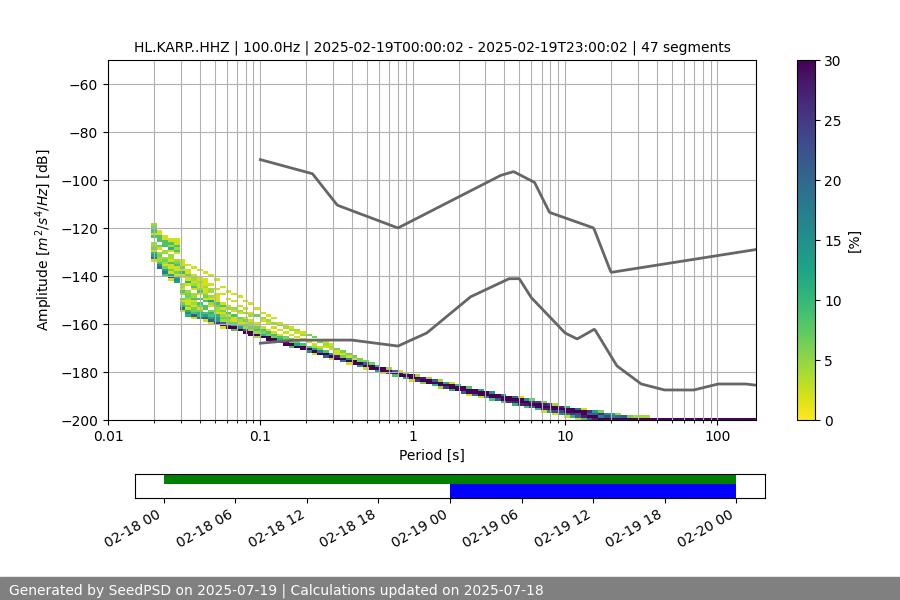 HL.KARP..HHZ | 100.0Hz | 2025-02-19T00:00:02 - 2025-02-19T23:00:02 | 47 segments
−60
−80
−100
−120
−140
−160
−180
−200
Amplitude [m²/s⁴/Hz] [dB]
0.01 0.1 1 10 100
Period [s]
30
25
20
15
10
5
0
[%]
02-18 00 02-18 06 02-18 12 02-18 18 02-19 00 02-19 06 02-19 12 02-19 18 02-20 00
Generated by SeedPSD on 2025-07-19 | Calculations updated on 2025-07-18